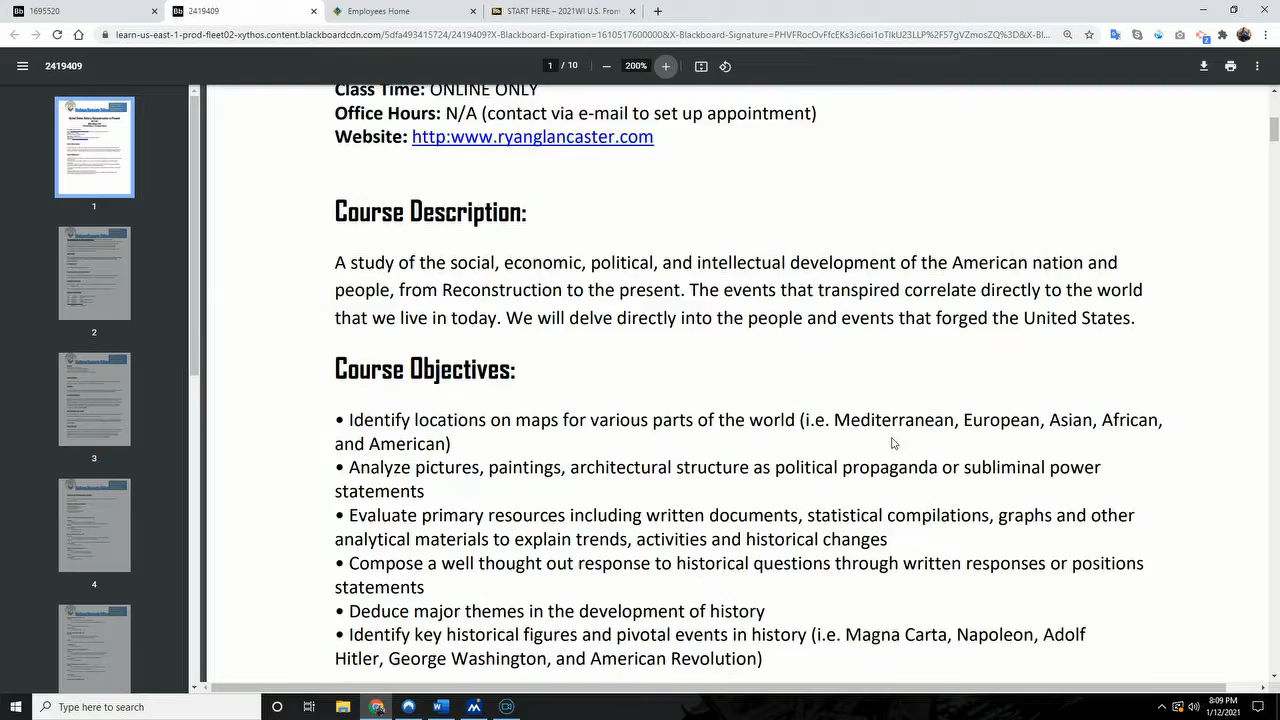 1695520
2419409
Employees Home
START HERE – 2021WI U.S. From
learn-us-east-1-prod-fleet02-xythos.content.blackboardcdn.com/5dfa493415724/2419409?X-Blackboard-Expiration=1610517600000&X-Blackboard-Signature=
2419409
1 / 10
200%
Class Time: ONLINE ONLY
Office Hours: N/A (contact via e-mail to set up appointment)
Website: http:www.rhanglancaster.com
Course Description:
A study of the social, economic, political, and intellectual development of the American nation and
people, from Reconstruction to the present. The events that transpired correlate directly to the world
that we live in today. We will delve directly into the people and events that forged the United States.
Course Objectives:
• Identify locations on maps for various parts of the world (i.e. Mediterranean, European, Asian, African,
and American)
• Analyze pictures, paintings, architectural structure as political propaganda or subliminal power
statements
• Evaluate primary resources including written documents, statistical compilations, graphs and other
analytical materials to explain trends, activities and historical changes
• Compose a well thought out response to historical questions through written responses or positions
statements
• Deduce major themes in the development of history
• Identify key historical figures and pivotal events in history (i.e. Magna Carta, Napoleon, Adolf
Hitler, George Washington, and American Revolution)
1
2
3
4
Type here to search
8:09 PM
1/12/2021